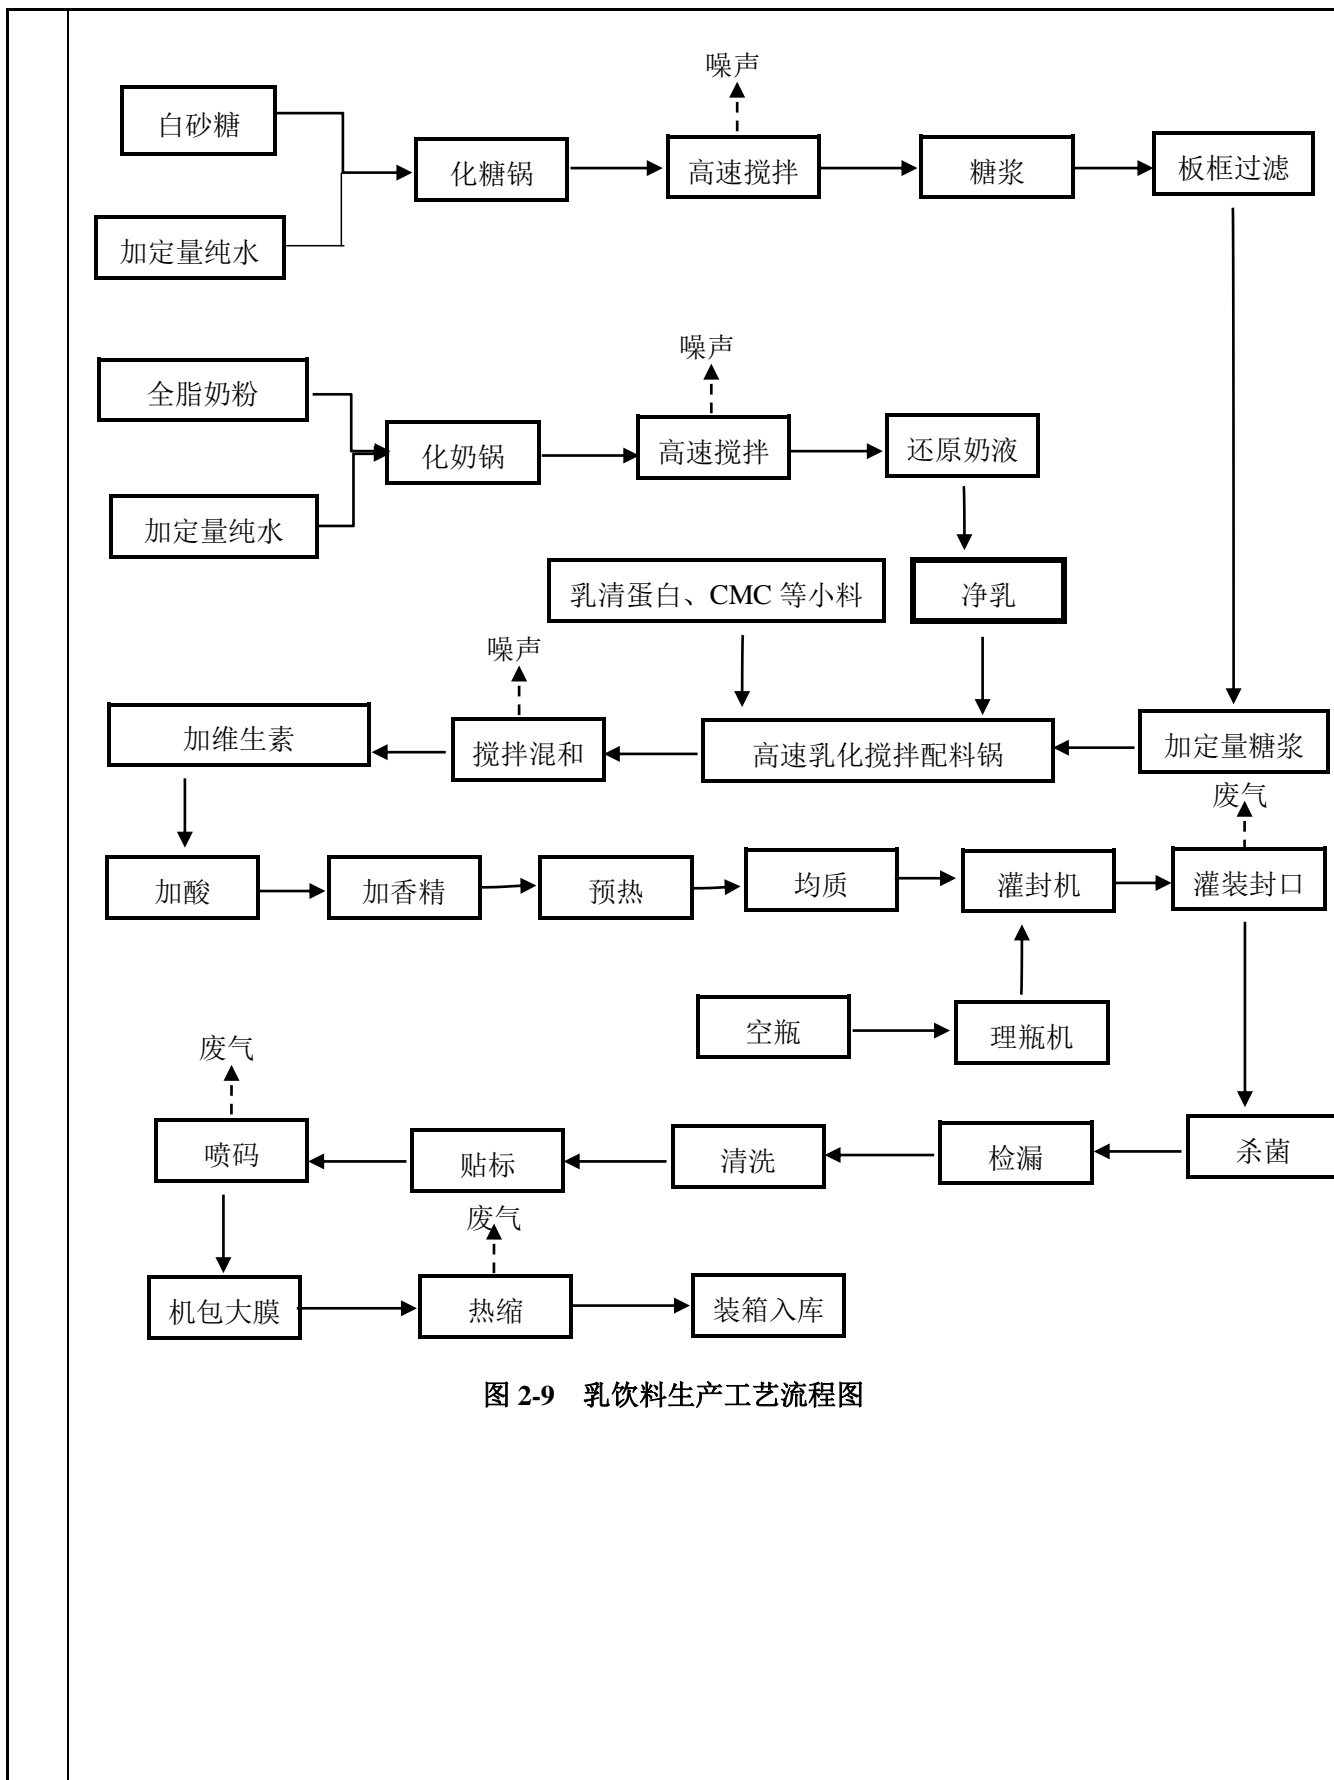 噪声
白砂糖
化糖锅
高速搅拌
糖浆
板框过滤
加定量纯水
噪声
全脂奶粉
化奶锅
高速搅拌
还原奶液
加定量纯水
乳清蛋白、CMC 等小料
净乳
噪声
加维生素
搅拌混和
高速乳化搅拌配料锅
加定量糖浆
废气
加酸
加香精
预热
均质
灌封机
灌装封口
空瓶
理瓶机
废气
喷码
贴标
清洗
检漏
杀菌
废气
机包大膜
热缩
装箱入库
图 2-9 乳饮料生产工艺流程图